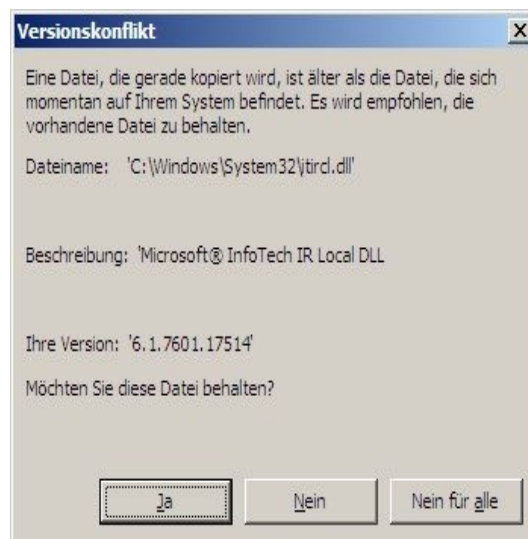 Versionskonflikt
Eine Datei, die gerade kopiert wird, ist älter als die Datei, die sich
momentan auf Ihrem System befindet. Es wird empfohlen, die
vorhandene Datei zu behalten.
Dateiname: 'C:\Windows\System32\itircl.dll'
Beschreibung: 'Microsoft® InfoTech IR Local DLL
Ihre Version: '6.1.7601.17514'
Möchten Sie diese Datei behalten?
Ja Nein Nein für alle